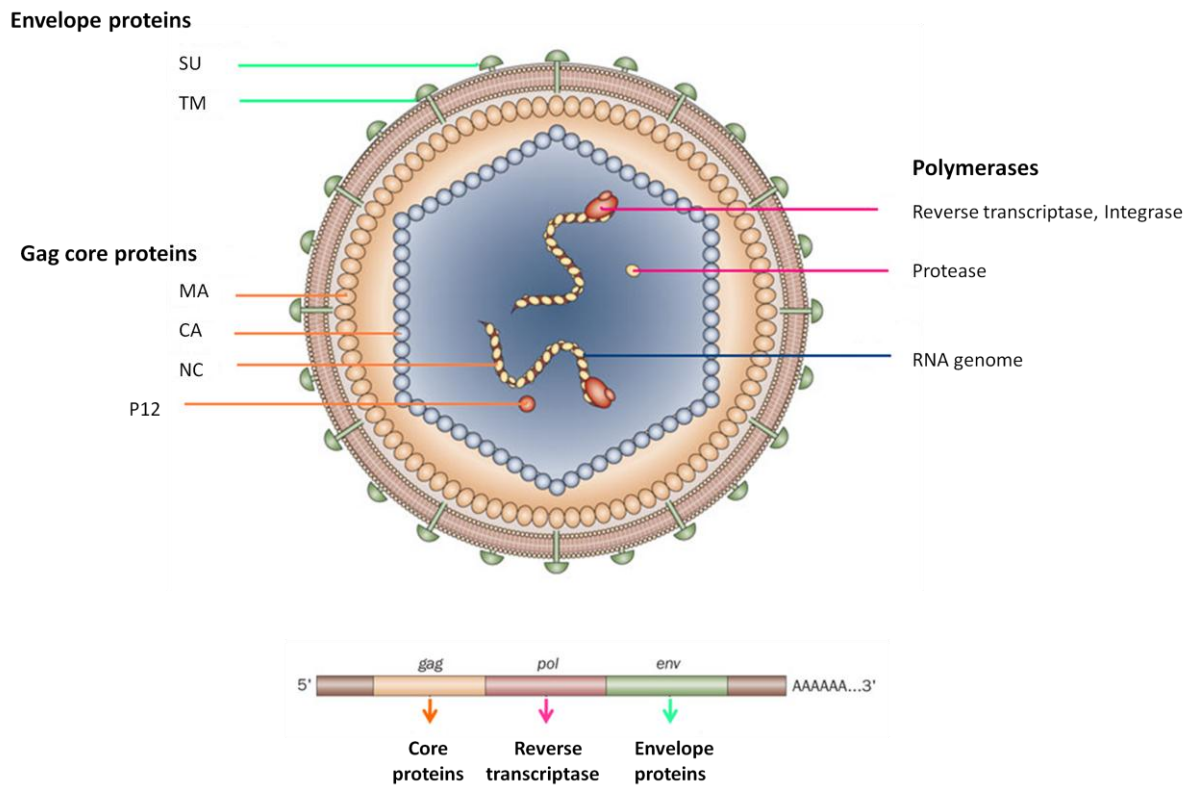 Envelope proteins
SU
TM
Polymerases
Reverse transcriptase, Integrase
Gag core proteins
Protease
MA
CA
RNA genome
NC
P12
gag pol env
5' AAAAAA...3'
Core proteins
Reverse transcriptase
Envelope proteins